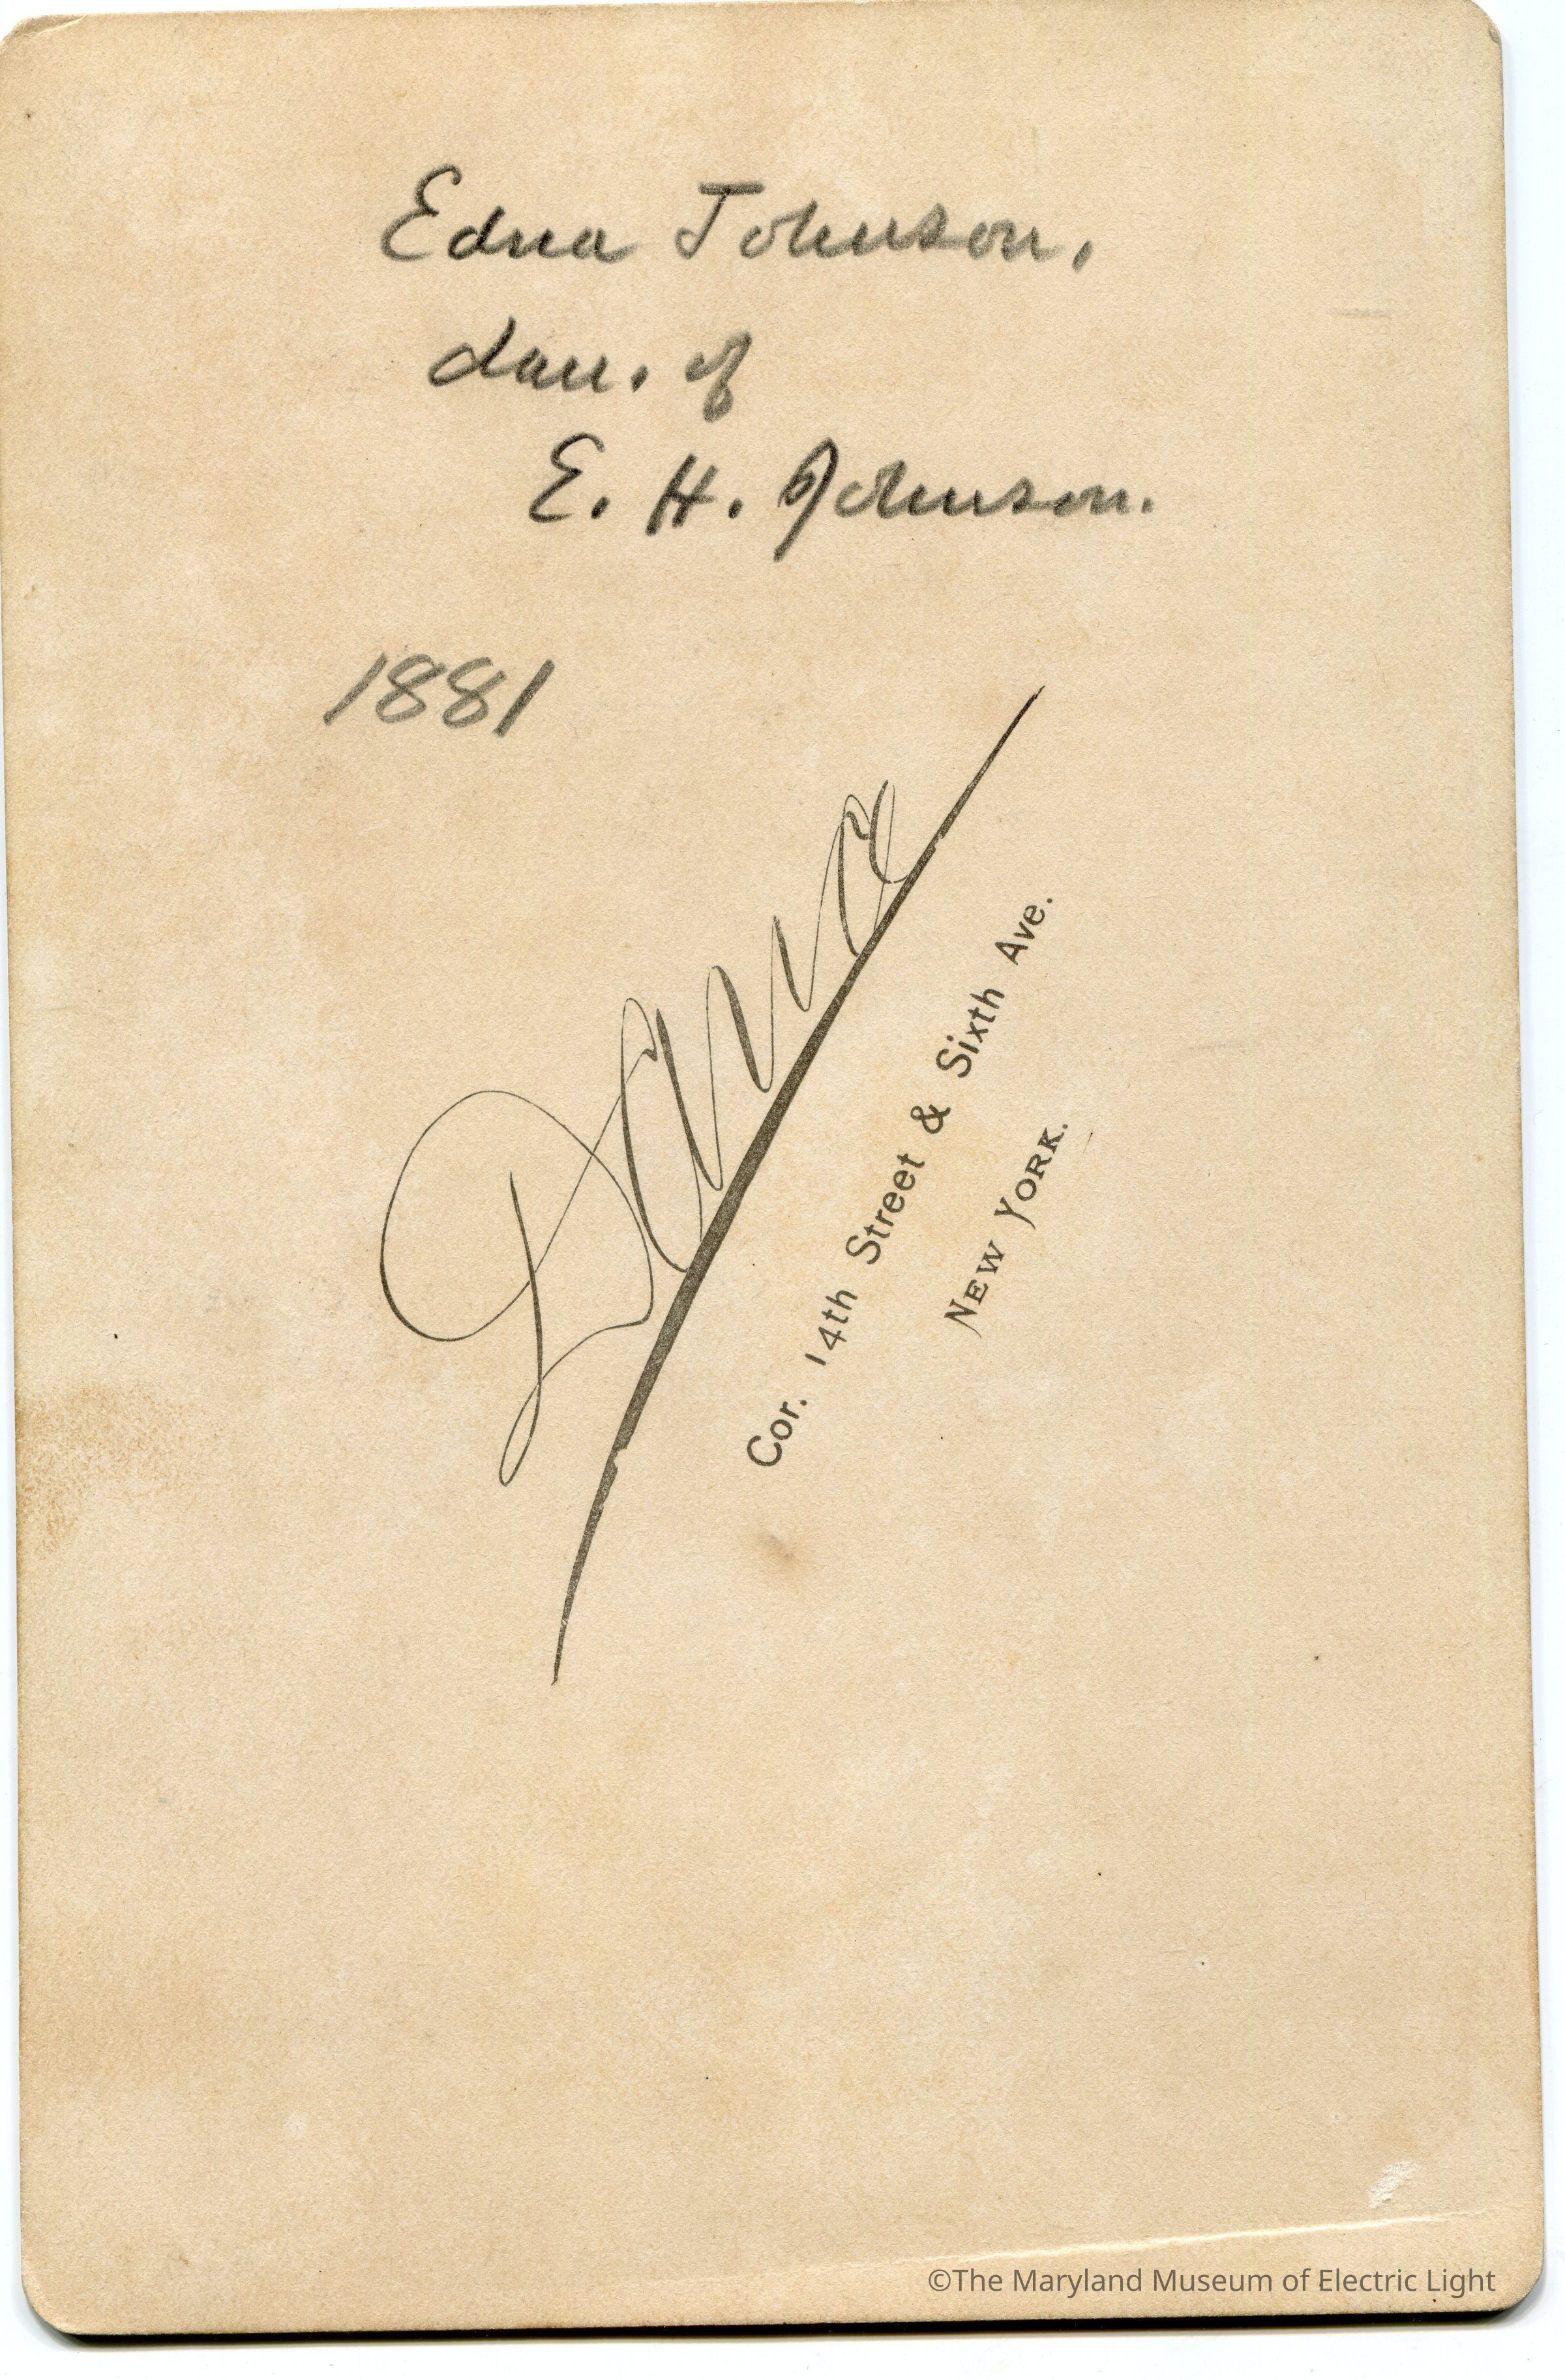 Edna Johnson.
dau. of
E. H. Johnson.
1881
Dana
Cor. 14th Street & Sixth Ave.
NEW YORK.
©The Maryland Museum of Electric Light